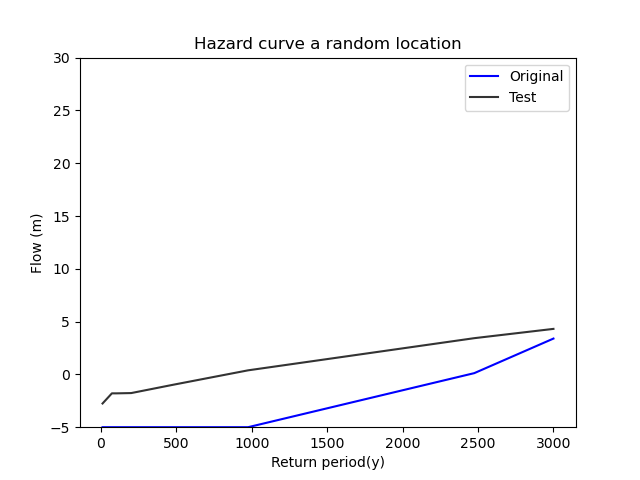 Hazard curve a random location
Original
Test
30
25
20
15
10
5
0
−5
Flow (m)
0 500 1000 1500 2000 2500 3000
Return period(y)